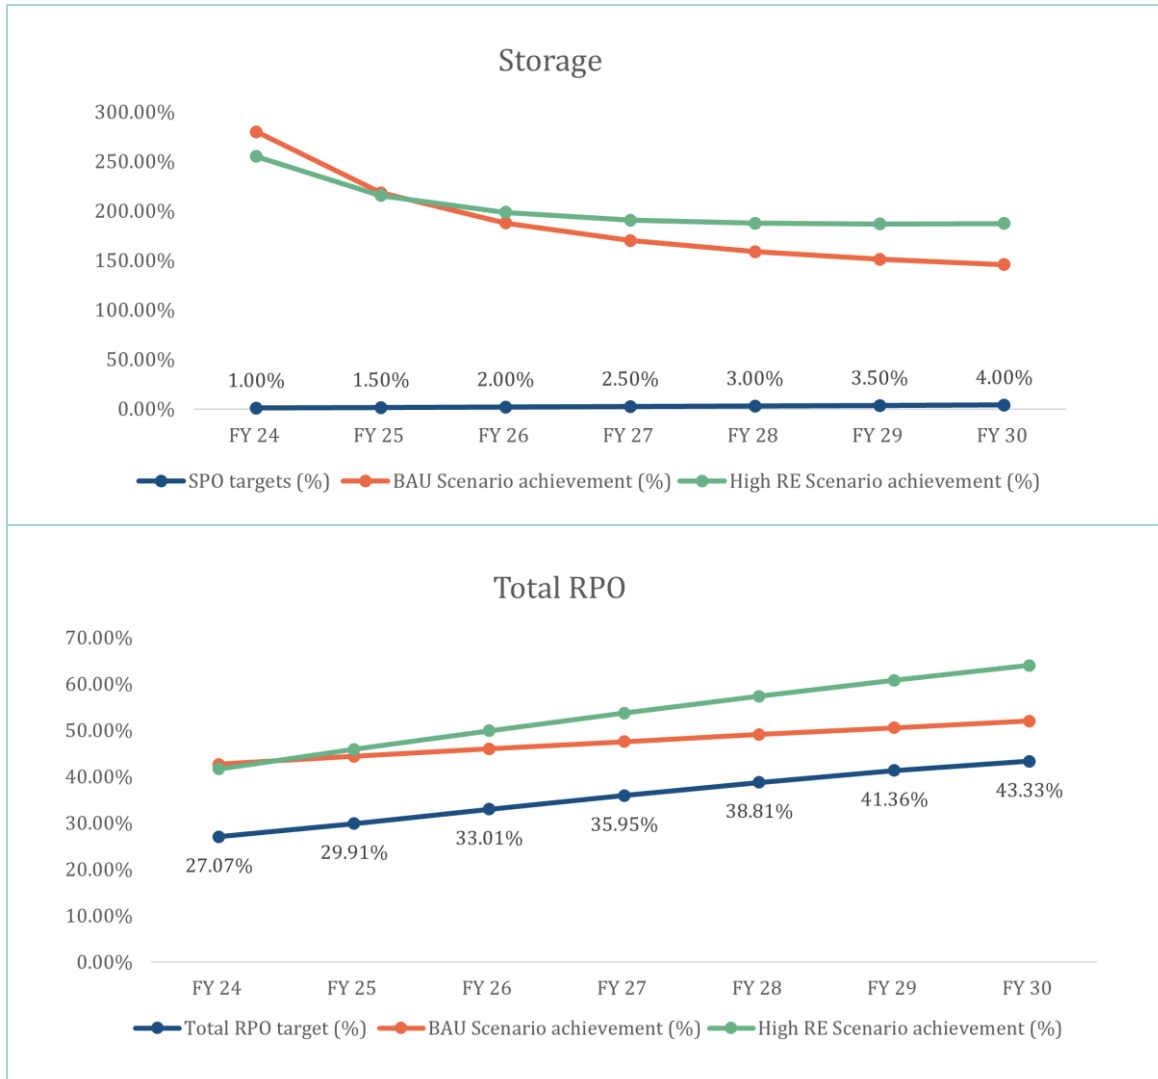 Storage
300.00%
250.00%
200.00%
150.00%
100.00%
50.00%
0.00%
1.00% 1.50% 2.00% 2.50% 3.00% 3.50% 4.00%
FY 24 FY 25 FY 26 FY 27 FY 28 FY 29 FY 30
SPO targets (%) BAU Scenario achievement (%) High RE Scenario achievement (%)
Total RPO
70.00%
60.00%
50.00%
40.00%
30.00%
20.00%
10.00%
0.00%
27.07% 29.91% 33.01% 35.95% 38.81% 41.36% 43.33%
FY 24 FY 25 FY 26 FY 27 FY 28 FY 29 FY 30
Total RPO target (%) BAU Scenario achievement (%) High RE Scenario achievement (%)